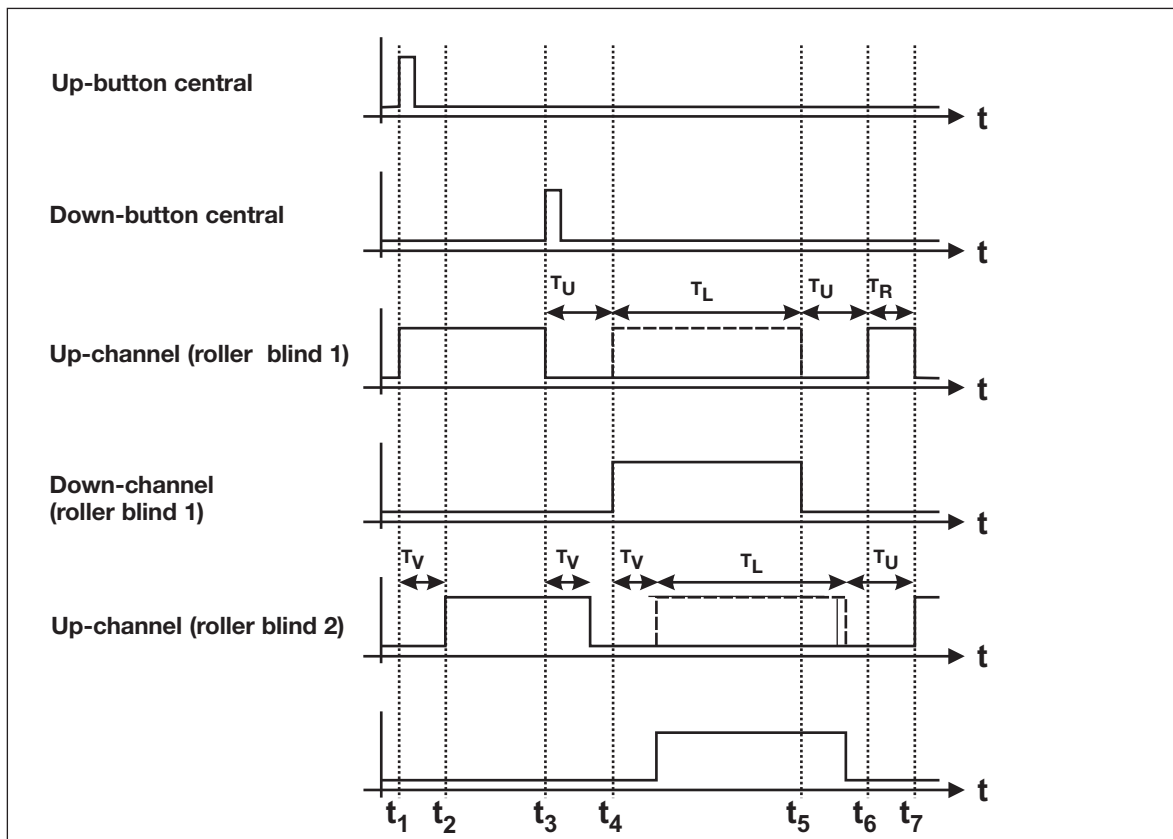 Up-button central
t
Down-button central
t
T_U T_L T_U T_R
Up-channel (roller blind 1)
t
Down-channel
(roller blind 1)
t
T_V T_V T_V T_L T_U
Up-channel (roller blind 2)
t
t
t_1 t_2 t_3 t_4 t_5 t_6 t_7